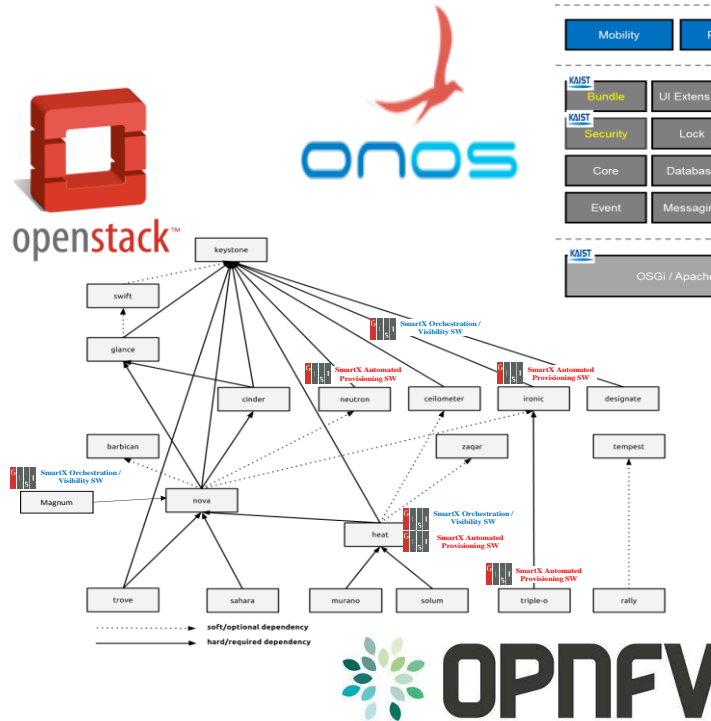 Mobility
KAIST
Bundle
UI Extens
KAIST
Security
Lock
Core
Databas
Event
Messagin
KAIST
OSGi / Apache
onos
openstack™
keystone
swift
SmartX Orchestration /
Visibility SW
glance
SmartX Automated
Provisioning SW
SmartX Automated
Provisioning SW
cinder
neutron
ceilometer
ironic
designate
barbican
zaqar
tempest
SmartX Orchestration /
Visibility SW
Magnum
nova
SmartX Orchestration /
Visibility SW
heat
SmartX Automated
Provisioning SW
SmartX Automated
Provisioning SW
trove
sahara
murano
solum
triple-o
rally
soft/optional dependency
hard/required dependency
OPNFV